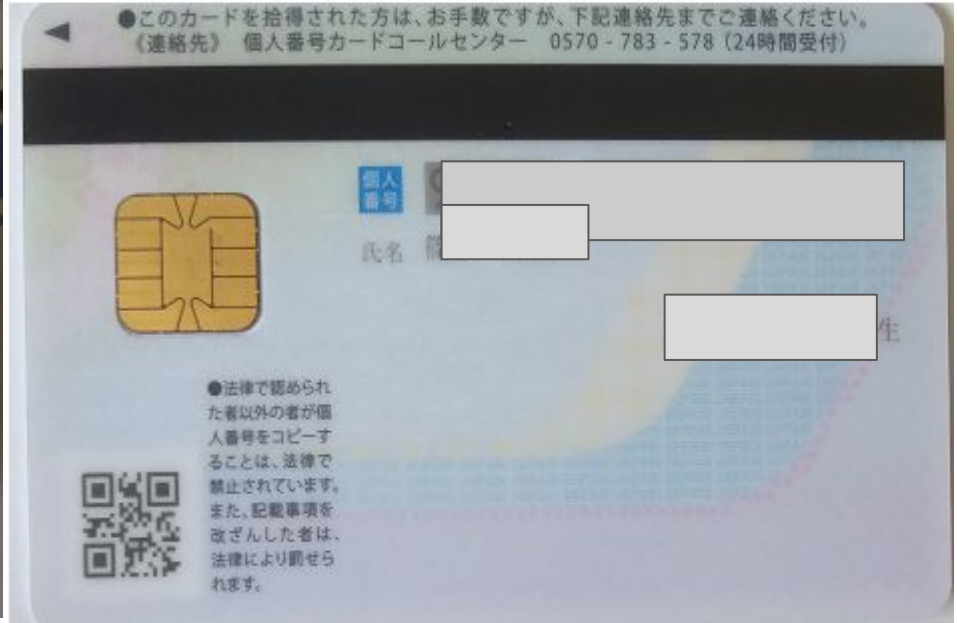 ●このカードを拾得された方は、お手数ですが、下記連絡先までご連絡ください。
《連絡先》 個人番号カードコールセンター 0570 - 783 - 578（24時間受付）
個人
番号
氏名
生
●法律で認められ
た者以外の者が個
人番号をコピーす
ることは、法律で
禁止されています。
また、記載事項を
改ざんした者は、
法律により罰せら
れます。